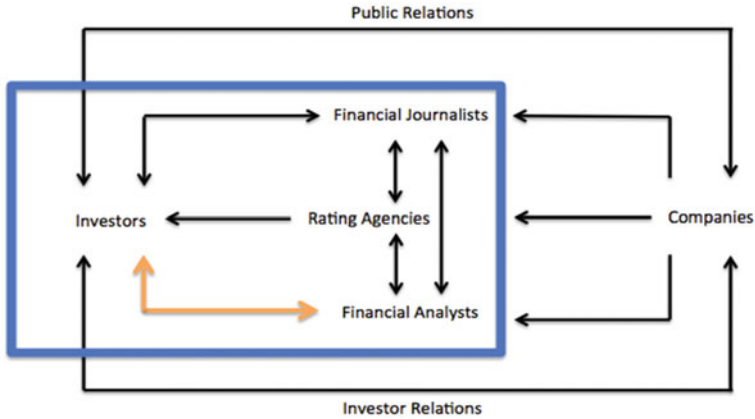 Public Relations
Financial Journalists
Investors
Rating Agencies
Companies
Financial Analysts
Investor Relations